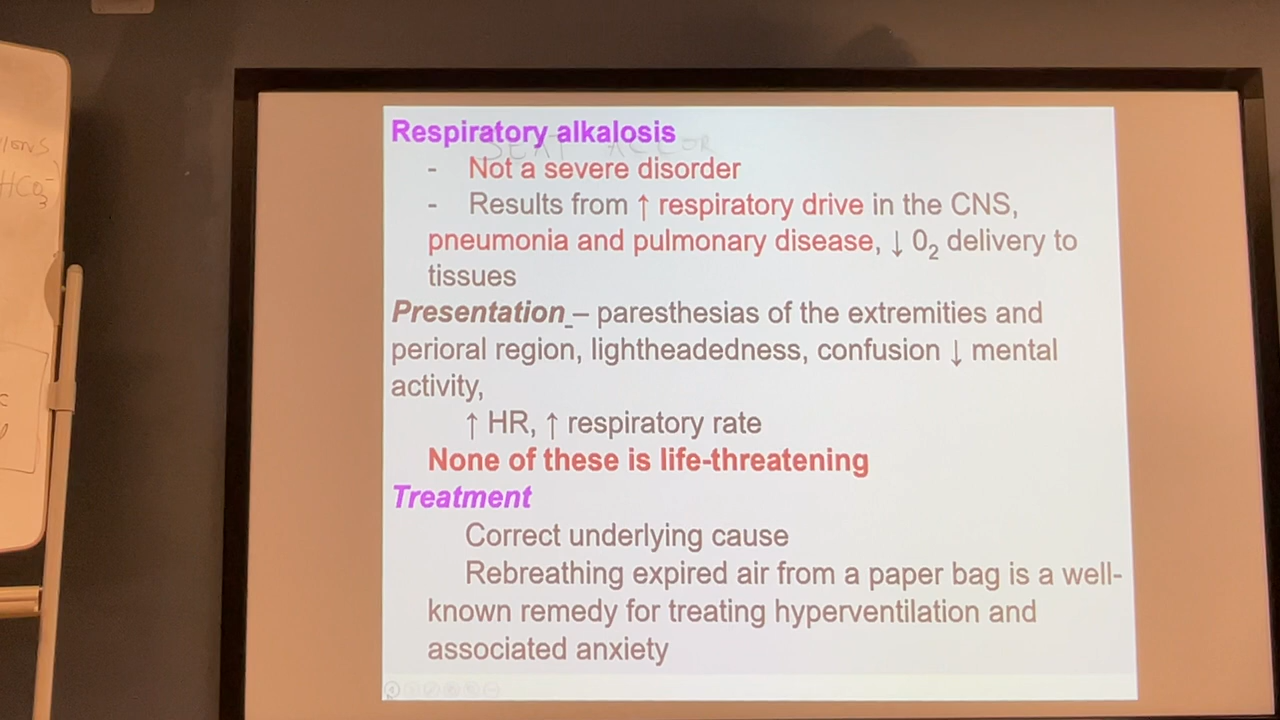 Respiratory alkalosis
- Not a severe disorder
- Results from ↑ respiratory drive in the CNS,
pneumonia and pulmonary disease, ↓ 0₂ delivery to
tissues
Presentation – paresthesias of the extremities and
perioral region, lightheadedness, confusion ↓ mental
activity,
↑ HR, ↑ respiratory rate
None of these is life-threatening
Treatment
Correct underlying cause
Rebreathing expired air from a paper bag is a well-
known remedy for treating hyperventilation and
associated anxiety
HCO₃⁻